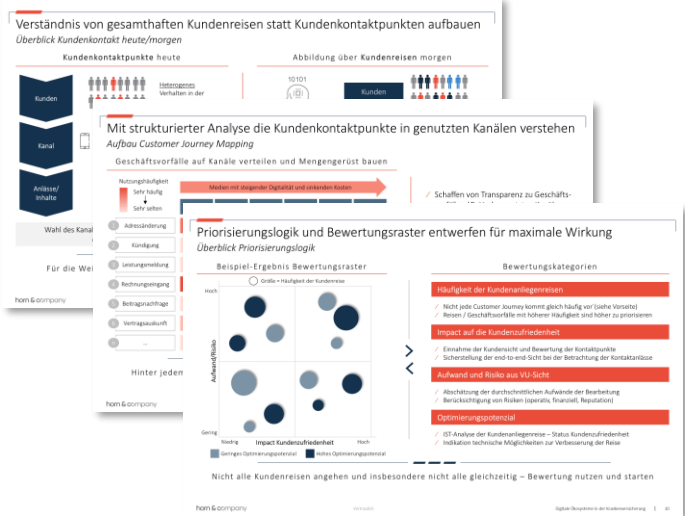 Verständnis von gesamthaften Kundenreisen statt Kundenkontaktpunkten aufbauen
Überblick Kundenkontakt heute/morgen
Kundenkontaktpunkte heute
Abbildung über Kundenreisen morgen
Kunden
Heterogenes
Verhalten in der
10101
Kunden
Kanal
Anlässe/
Inhalte
Wahl des Kanal
Für die Wei
horn & company
Mit strukturierter Analyse die Kundenkontaktpunkte in genutzten Kanälen verstehen
Aufbau Customer Journey Mapping
Geschäftsvorfälle auf Kanäle verteilen und Mengengerüst bauen
Nutzungshäufigkeit
Sehr häufig
Sehr selten
Medien mit steigender Digitalität und sinkenden Kosten
Schaffen von Transparenz zu Geschäfts-
Adressänderung
Kündigung
Leistungsmeldung
Rechnungseingang
Beitragsnachfrage
Vertragsauskunft
...
Hinter jedem
horn & company
Priorisierungslogik und Bewertungsraster entwerfen für maximale Wirkung
Überblick Priorisierungslogik
Beispiel-Ergebnis Bewertungsraster
Größe = Häufigkeit der Kundenreise
Hoch
Aufwand/Risiko
Gering
Niedrig
Impact Kundenzufriedenheit
Hoch
Geringes Optimierungspotenzial
Hohes Optimierungspotenzial
Bewertungskategorien
Häufigkeit der Kundenanliegenreisen
Nicht jede Customer Journey kommt gleich häufig vor (siehe Vorseite)
Reisen / Geschäftsvorfälle mit höherer Häufigkeit sind höher zu priorisieren
Impact auf die Kundenzufriedenheit
Einnahme der Kundensicht und Bewertung der Kontaktpunkte
Sicherstellung der end-to-end-Sicht bei der Betrachtung der Kontaktanlässe
Aufwand und Risiko aus VU-Sicht
Abschätzung der durchschnittlichen Aufwände der Bearbeitung
Berücksichtigung von Risiken (operativ, finanziell, Reputation)
Optimierungspotenzial
IST-Analyse der Kundenanliegenreise – Status Kundenzufriedenheit
Indikation technische Möglichkeiten zur Verbesserung der Reise
Nicht alle Kundenreisen angehen und insbesondere nicht alle gleichzeitig – Bewertung nutzen und starten
horn & company
Vertraulich
Digitale Ökosysteme in der Krankenversicherung